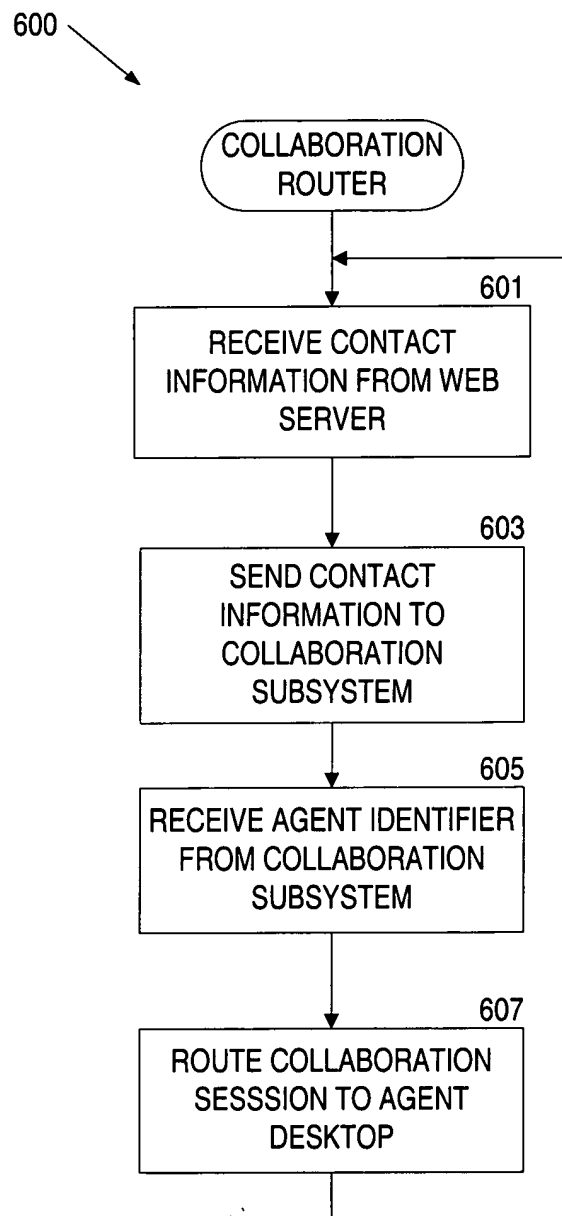 600
COLLABORATION
ROUTER
601
RECEIVE CONTACT
INFORMATION FROM WEB
SERVER
603
SEND CONTACT
INFORMATION TO
COLLABORATION
SUBSYSTEM
605
RECEIVE AGENT IDENTIFIER
FROM COLLABORATION
SUBSYSTEM
607
ROUTE COLLABORATION
SESSSION TO AGENT
DESKTOP